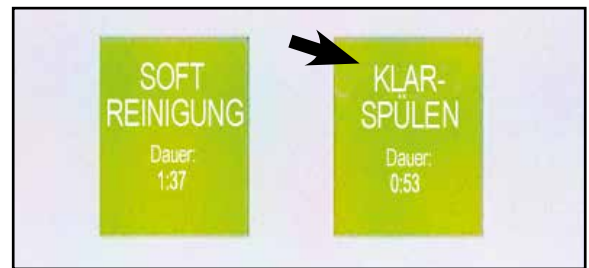 SOFT
REINIGUNG
Dauer:
1:37
KLAR-
SPÜLEN
Dauer:
0:53